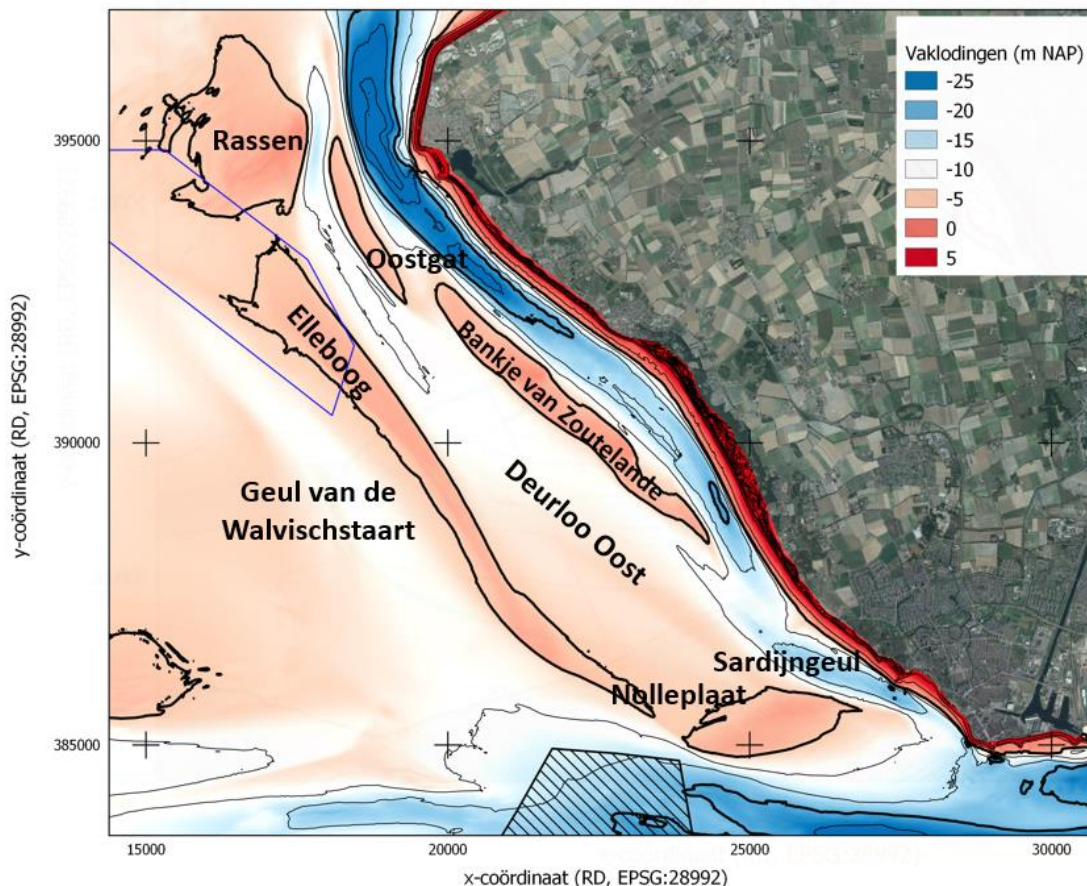 Vaklodingen (m NAP)
-25
-20
-15
-10
-5
0
5
395000
390000
385000
y-coördinaat (RD, EPSG:28992)
Rassen
Oostgat
Elleboog
Bankje van Zoutelande
Geul van de
Walvischstaart
Deurloo Oost
Sardijngeul
Nolleplaat
15000
20000
25000
30000
x-coördinaat (RD, EPSG:28992)